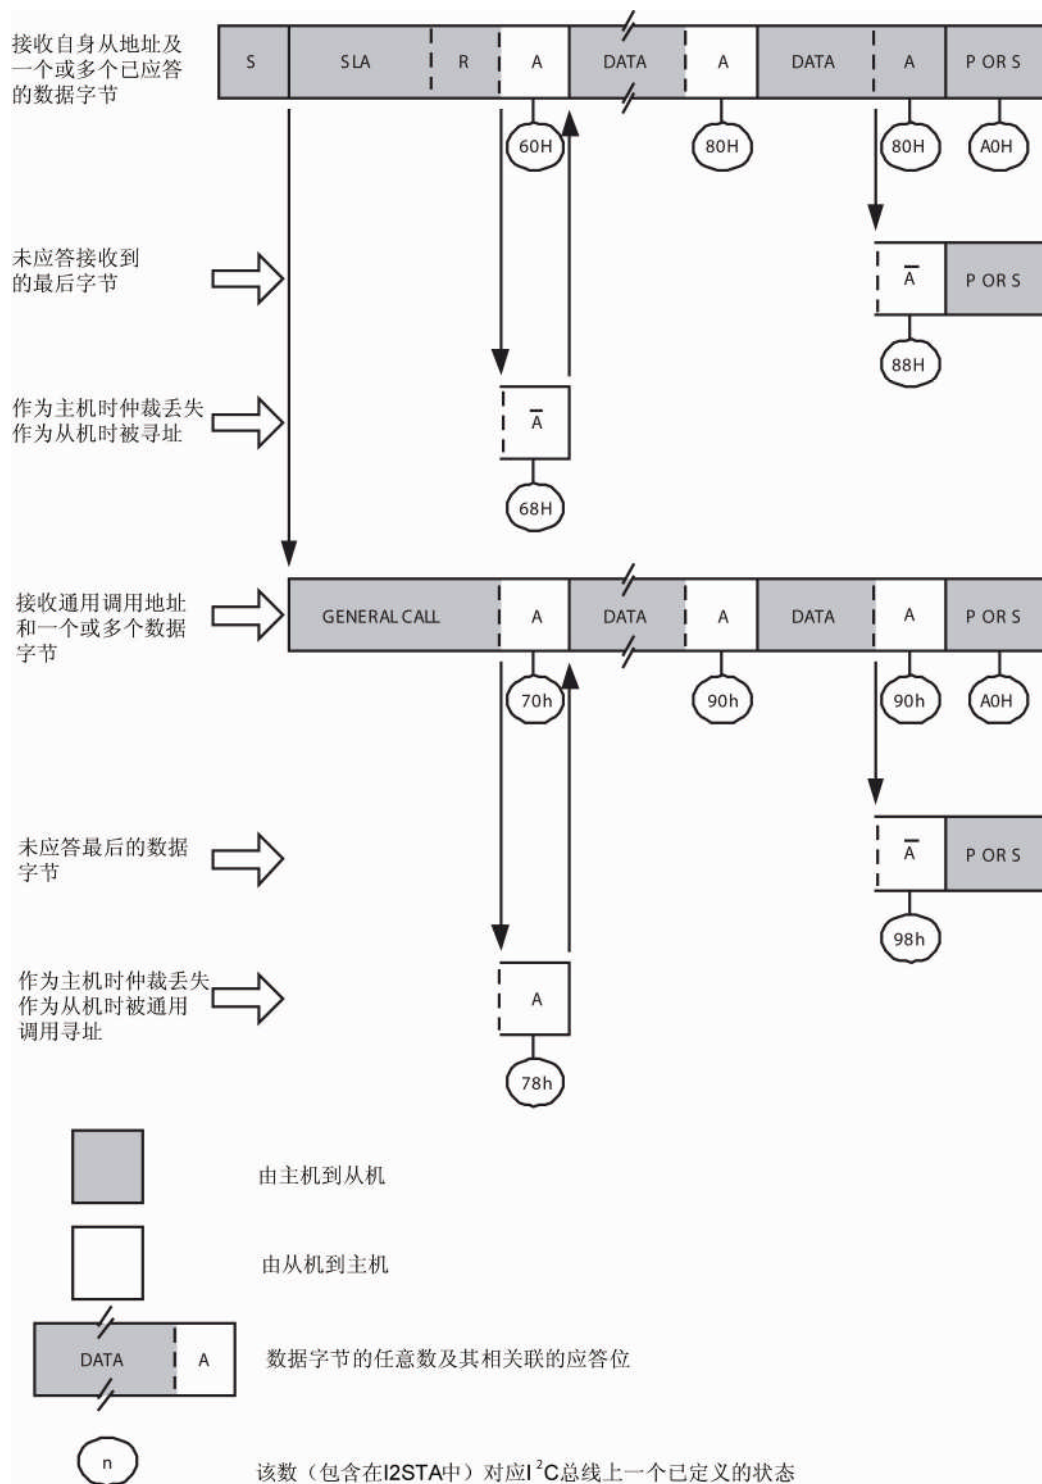 接收自身从地址及
一个或多个已应答
的数据字节
S SLA R A DATA A DATA A P OR S
60H 80H 80H A0H
未应答接收到
的最后字节
A P OR S
88H
作为主机时仲裁丢失
作为从机时被寻址
A
68H
接收通用调用地址
和一个或多个数据
字节
GENERAL CALL A DATA A DATA A P OR S
70h 90h 90h A0H
未应答最后的数据
字节
A P OR S
98h
作为主机时仲裁丢失
作为从机时被通用
调用寻址
A
78h
由主机到从机
由从机到主机
DATA A
数据字节的任意数及其相关联的应答位
n
该数（包含在I2STA中）对应I²C总线上一个已定义的状态